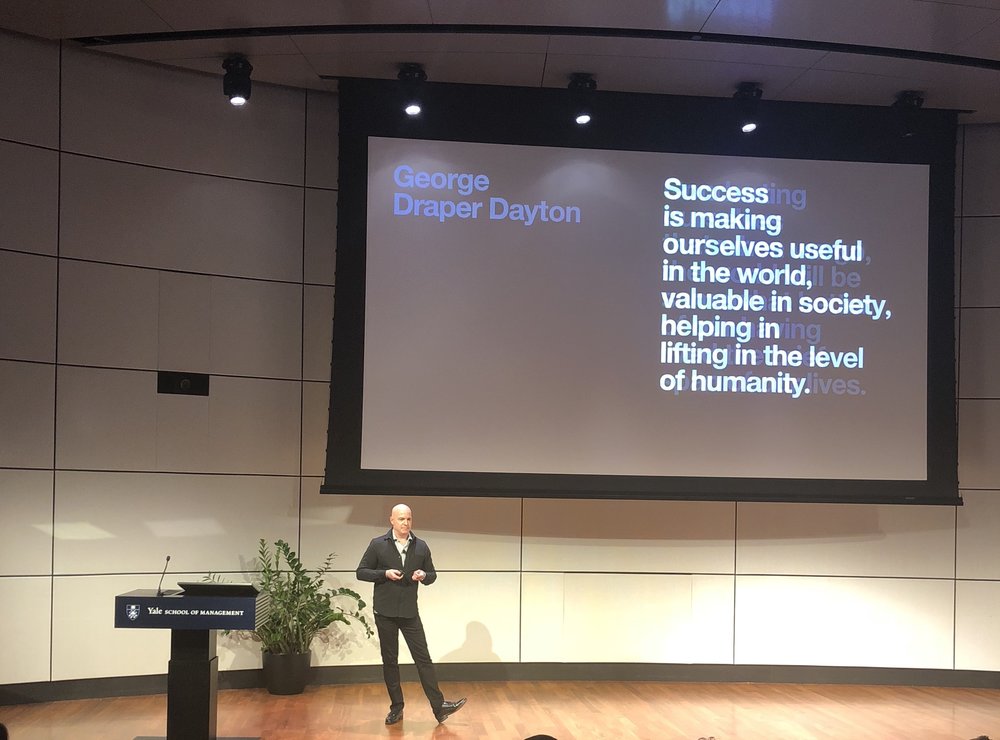 George
Draper Dayton
Success
is making
ourselves useful
in the world,
valuable in society,
helping in
lifting in the level
of humanity.
Yale SCHOOL OF MANAGEMENT